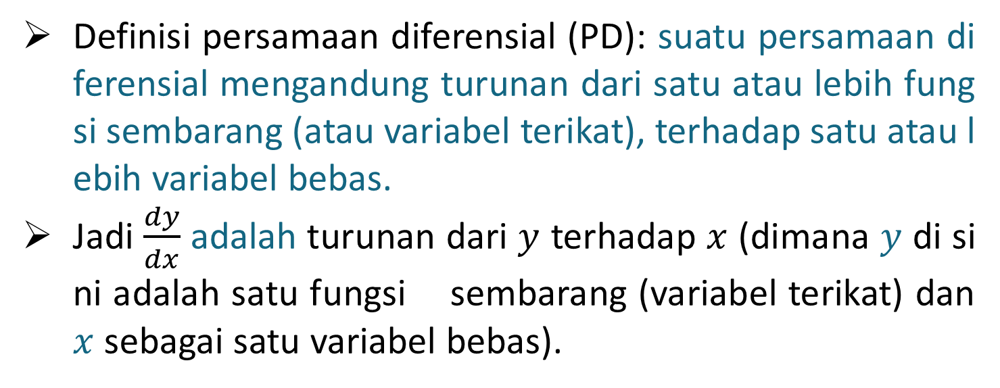 ➢ Definisi persamaan diferensial (PD): suatu persamaan di
ferensial mengandung turunan dari satu atau lebih fung
si sembarang (atau variabel terikat), terhadap satu atau l
ebih variabel bebas.
➢ Jadi dy/dx adalah turunan dari y terhadap x (dimana y di si
ni adalah satu fungsi sembarang (variabel terikat) dan
x sebagai satu variabel bebas).